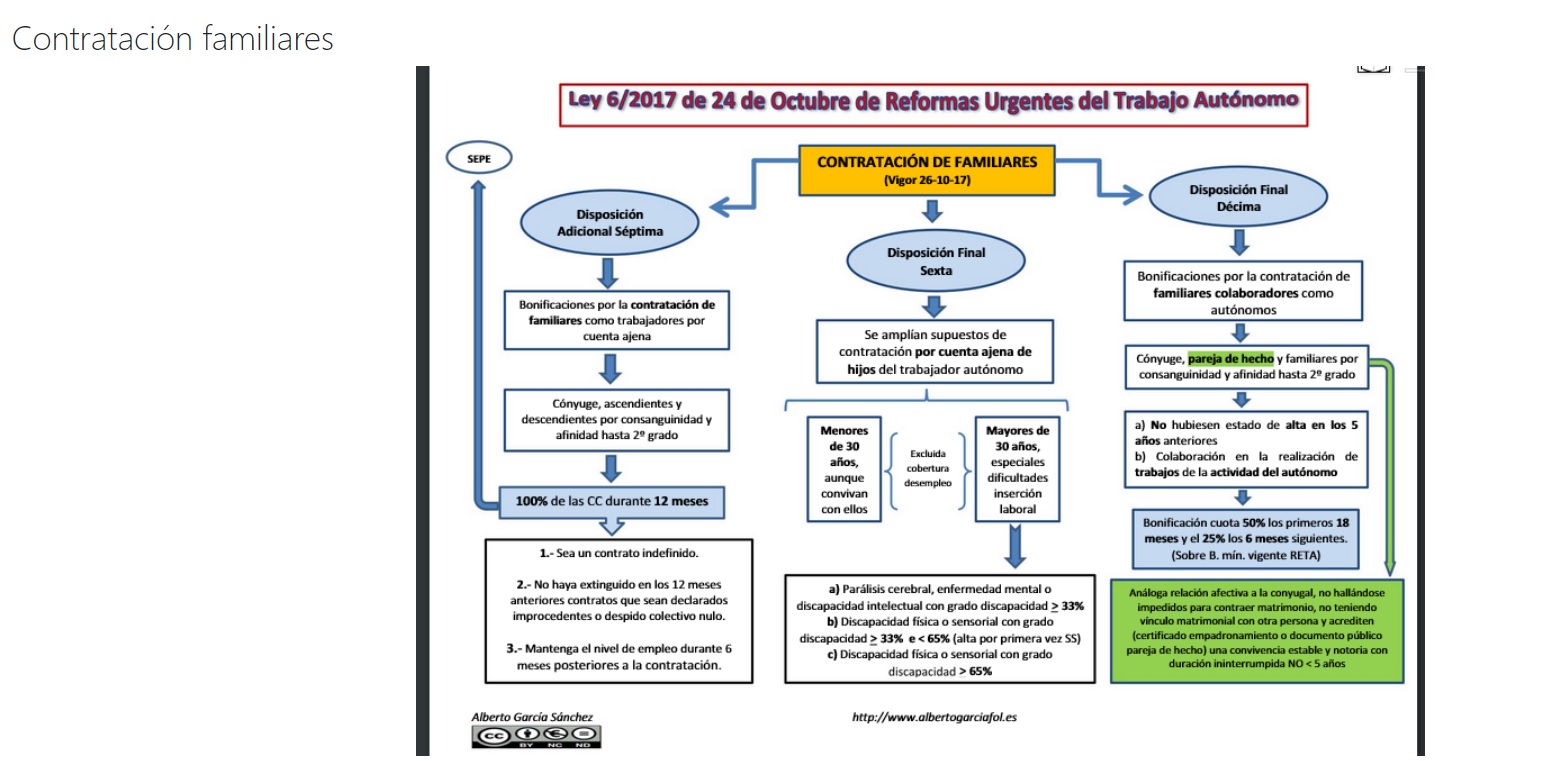 Contratación familiares
Ley 6/2017 de 24 de Octubre de Reformas Urgentes del Trabajo Autónomo
SEPE
CONTRATACIÓN DE FAMILIARES
(Vigor 26-10-17)
Disposición
Adicional Séptima
Bonificaciones por la contratación de
familiares como trabajadores por
cuenta ajena
Cónyuge, ascendientes y
descendientes por consanguinidad y
afinidad hasta 2º grado
100% de las CC durante 12 meses
1.- Sea un contrato indefinido.
2.- No haya extinguido en los 12 meses
anteriores contratos que sean declarados
improcedentes o despido colectivo nulo.
3.- Mantenga el nivel de empleo durante 6
meses posteriores a la contratación.
Disposición Final
Sexta
Se amplían supuestos de
contratación por cuenta ajena de
hijos del trabajador autónomo
Menores
de 30
años,
aunque
convivan
con ellos
Excluida
cobertura
desempleo
Mayores de
30 años,
especiales
dificultades
inserción
laboral
a) Parálisis cerebral, enfermedad mental o
discapacidad intelectual con grado discapacidad ≥ 33%
b) Discapacidad física o sensorial con grado
discapacidad ≥ 33% e < 65% (alta por primera vez SS)
c) Discapacidad física o sensorial con grado
discapacidad ≥ 65%
Disposición Final
Décima
Bonificaciones por la contratación de
familiares colaboradores como
autónomos
Cónyuge, pareja de hecho y familiares por
consanguinidad y afinidad hasta 2º grado
a) No hubiesen estado de alta en los 5
años anteriores
b) Colaboración en la realización de
trabajos de la actividad del autónomo
Bonificación cuota 50% los primeros 18
meses y el 25% los 6 meses siguientes.
(Sobre B. mín. vigente RETA)
Análoga relación afectiva a la conyugal, no hallándose
impedidos para contraer matrimonio, no teniendo
vínculo matrimonial con otra persona y acrediten
(certificado empadronamiento o documento público
pareja de hecho) una convivencia estable y notoria con
duración ininterrumpida NO < 5 años
Alberto García Sánchez
http://www.albertogarciafol.es
CC
BY NC ND